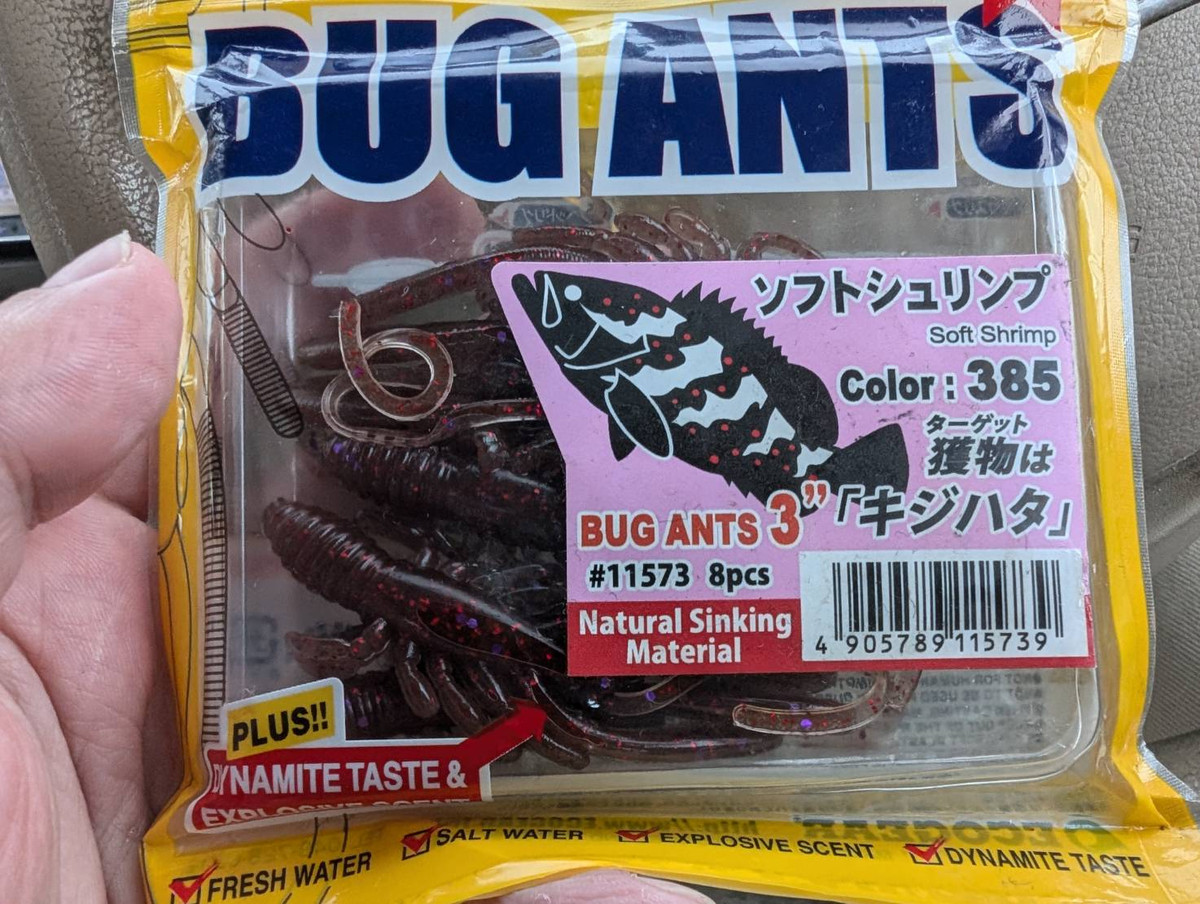 BUG ANTS
ソフトシュリンプ
Soft Shrimp
Color : 385
ターゲット
獲物は
「キジハタ」
BUG ANTS 3”
#11573 8pcs
Natural Sinking
Material
4 905789 115739
PLUS!!
DYNAMITE TASTE &
EXPLOSIVE SCENT
FRESH WATER
SALT WATER
EXPLOSIVE SCENT
DYNAMITE TASTE